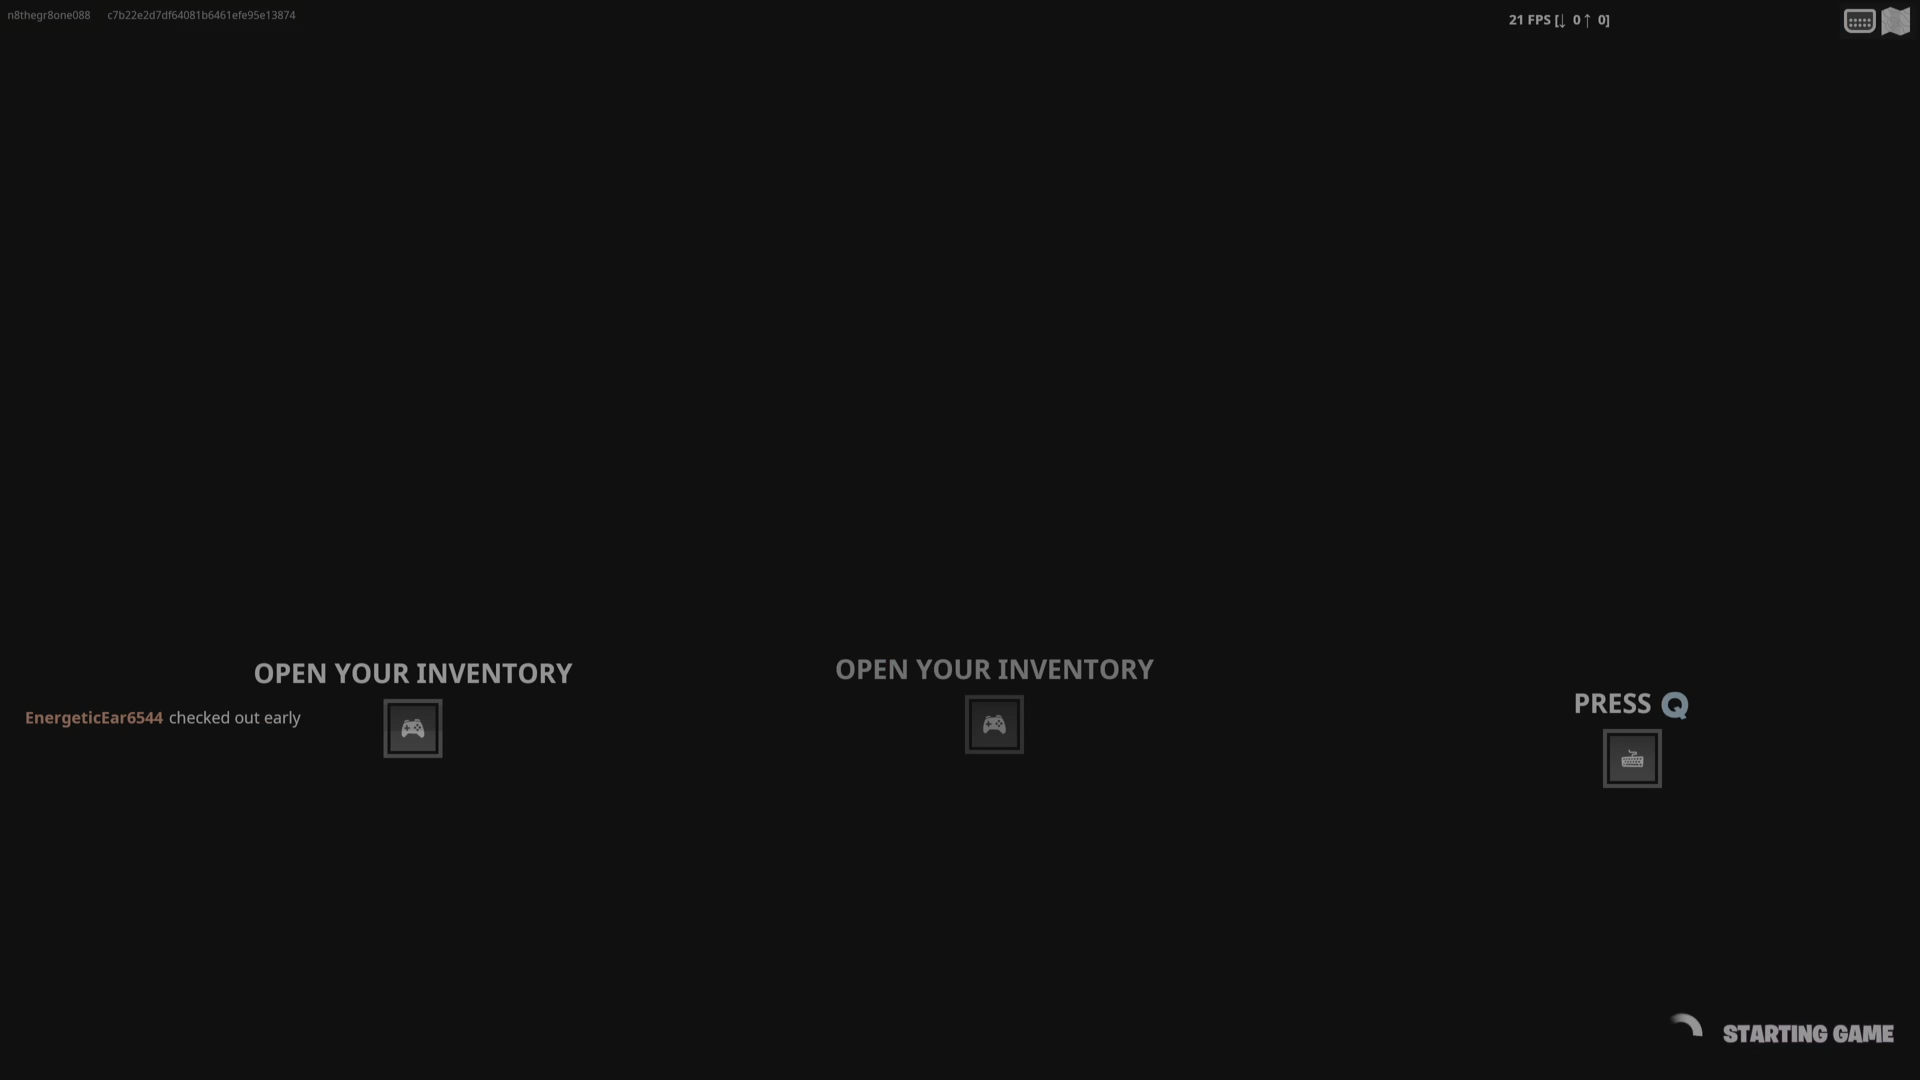 n8thegr8one088 c7b22e2d7df64081b6461efe95e13874
21 FPS [↓ 0↑ 0]
OPEN YOUR INVENTORY
OPEN YOUR INVENTORY
PRESS Q
EnergeticEar6544 checked out early
STARTING GAME